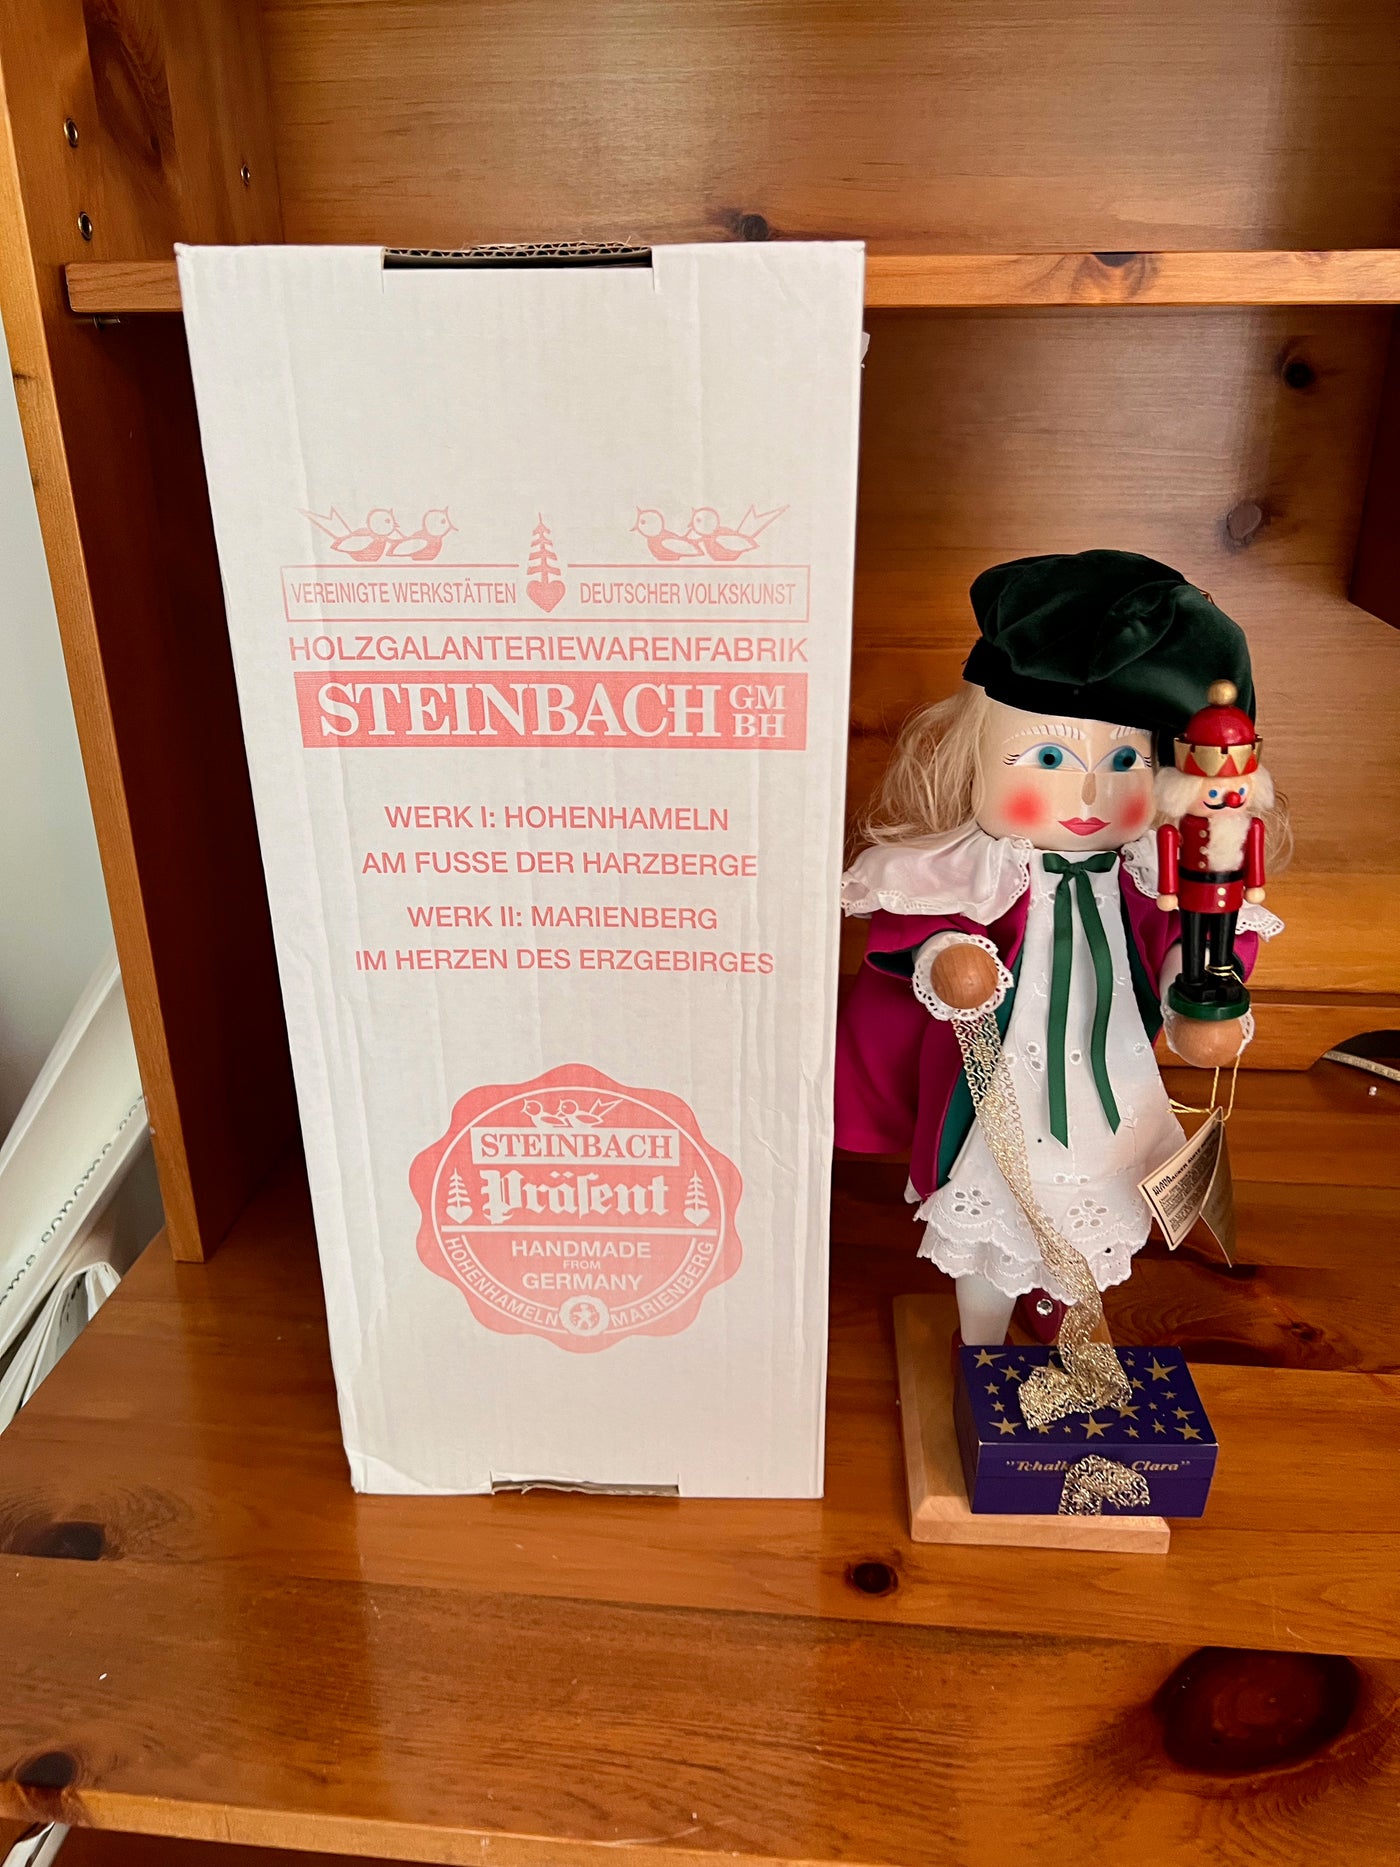 VEREINIGTE WERKSTÄTTEN DEUTSCHER VOLKSKUNST
HOLZGALANTERIEWARENFABRIK
STEINBACH GMBH
WERK I: HOHENHAMELN
AM FUSSE DER HARZBERGE
WERK II: MARIENBERG
IM HERZEN DES ERZGEBIRGES
STEINBACH
Präſent
HANDMADE
FROM
GERMANY
HOHENHAMELN MARIENBERG
Clara"